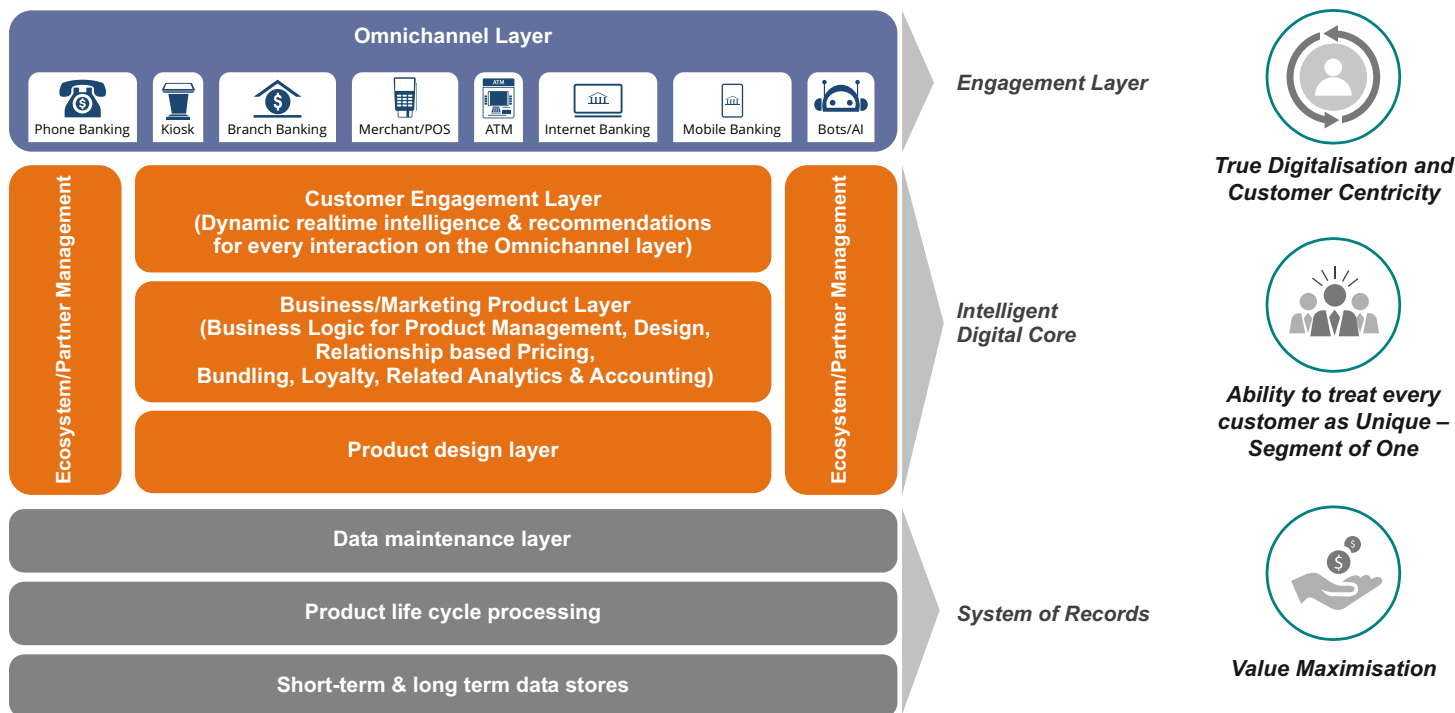 Omnichannel Layer
Phone Banking
Kiosk
Branch Banking
Merchant/POS
ATM
ATM
Internet Banking
Mobile Banking
Bots/AI
Engagement Layer
True Digitalisation and
Customer Centricity
Ecosystem/Partner Management
Customer Engagement Layer
(Dynamic realtime intelligence & recommendations
for every interaction on the Omnichannel layer)
Business/Marketing Product Layer
(Business Logic for Product Management, Design,
Relationship based Pricing,
Bundling, Loyalty, Related Analytics & Accounting)
Product design layer
Ecosystem/Partner Management
Intelligent
Digital Core
Ability to treat every
customer as Unique –
Segment of One
Data maintenance layer
Product life cycle processing
Short-term & long term data stores
System of Records
Value Maximisation